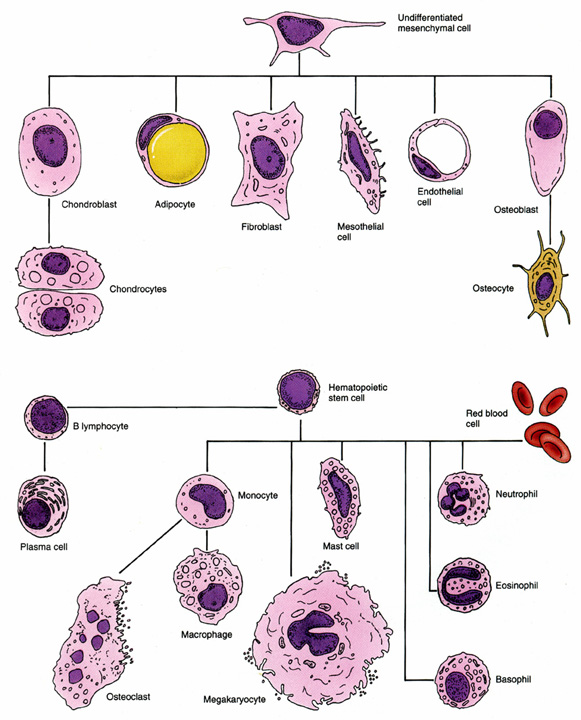 Undifferentiated
mesenchymal cell
Chondroblast
Adipocyte
Fibroblast
Mesothelial
cell
Endothelial
cell
Osteoblast
Chondrocytes
Osteocyte
Hematopoietic
stem cell
Red blood
cell
B lymphocyte
Monocyte
Neutrophil
Plasma cell
Mast cell
Eosinophil
Macrophage
Osteoclast
Megakaryocyte
Basophil